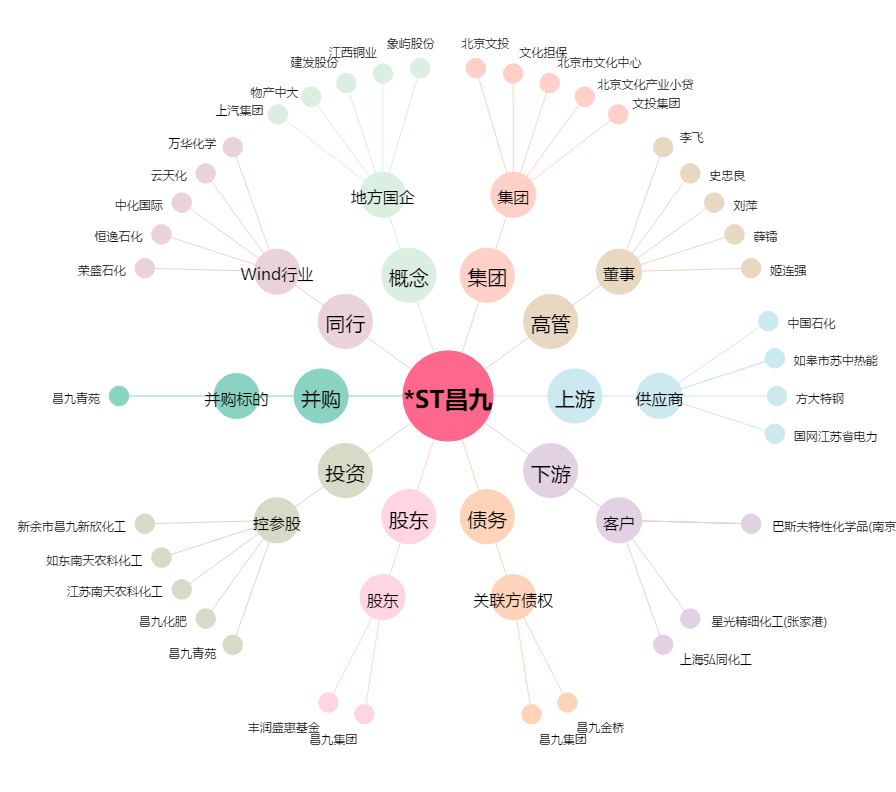 象屿股份
北京文投
江西铜业
文化担保
建发股份
北京市文化中心
物产中大
北京文化产业小贷
上汽集团
文投集团
万华化学
李飞
云天化
史忠良
中化国际
地方国企
集团
刘萍
恒逸石化
薛镭
荣盛石化
Wind行业
概念
集团
董事
姬连强
同行
高管
中国石化
如皋市苏中热能
昌九青苑
并购标的
并购
*ST昌九
上游
供应商
方大特钢
国网江苏省电力
投资
下游
新余市昌九新欣化工
控参股
股东
债务
客户
巴斯夫特性化学品(南京
如东南天农科化工
江苏南天农科化工
股东
关联方债权
昌九化肥
星光精细化工(张家港)
昌九青苑
上海弘同化工
丰润盛惠基金
昌九金桥
昌九集团
昌九集团